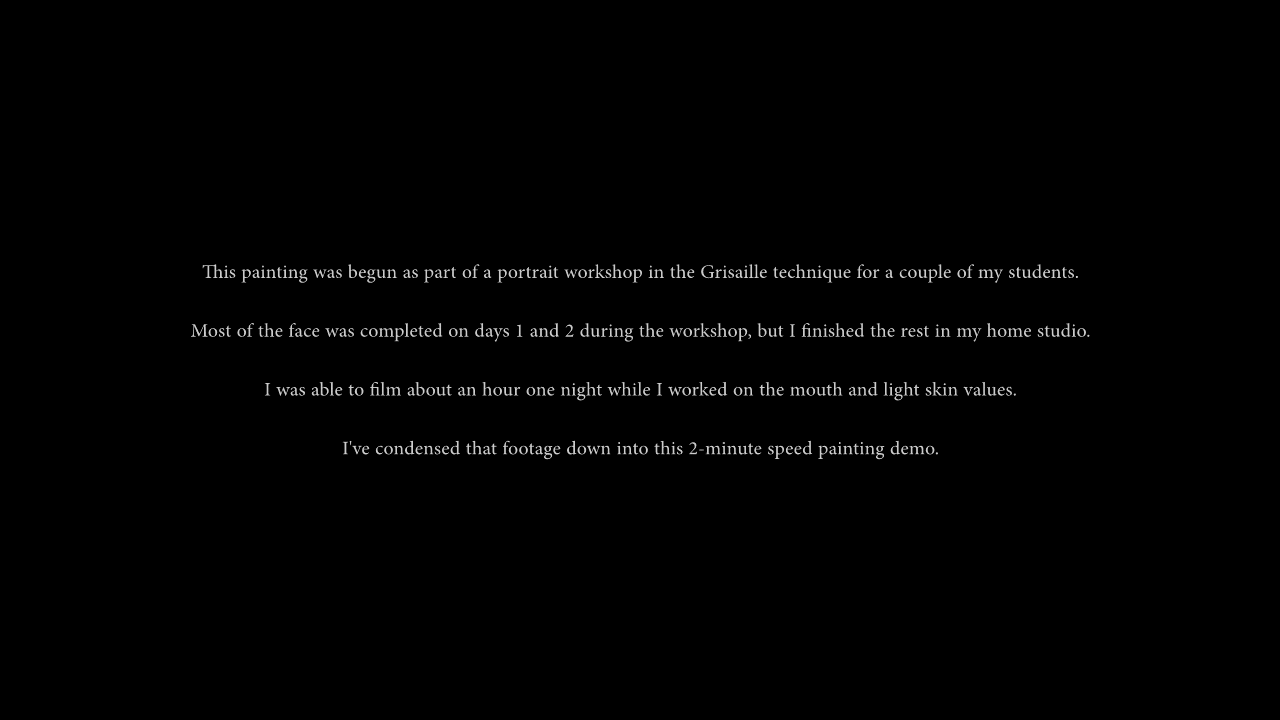 This painting was begun as part of a portrait workshop in the Grisaille technique for a couple of my students.
Most of the face was completed on days 1 and 2 during the workshop, but I finished the rest in my home studio.
I was able to film about an hour one night while I worked on the mouth and light skin values.
I've condensed that footage down into this 2-minute speed painting demo.